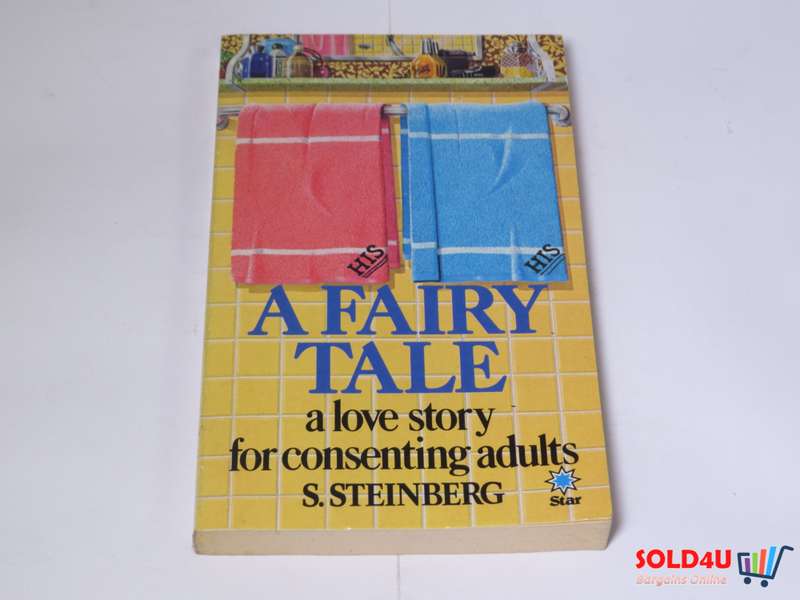 HIS
HIS
A FAIRY
TALE
a love story
for consenting adults
S. STEINBERG
Star
SOLD4U
Bargains Online